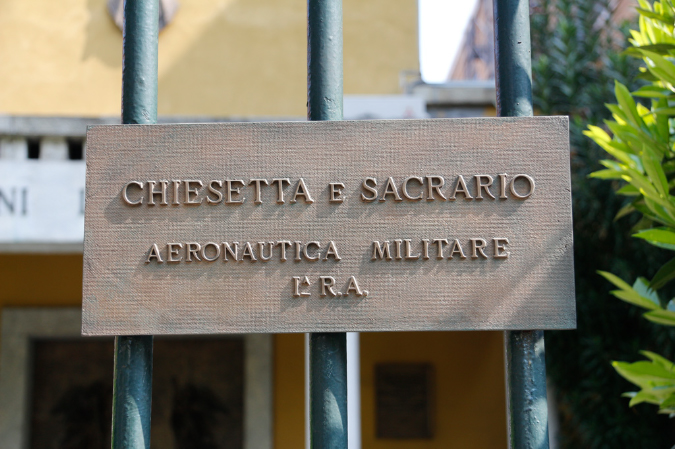 CHIESETTA E SACRARIO
AERONAUTICA MILITARE
1ª R.A.